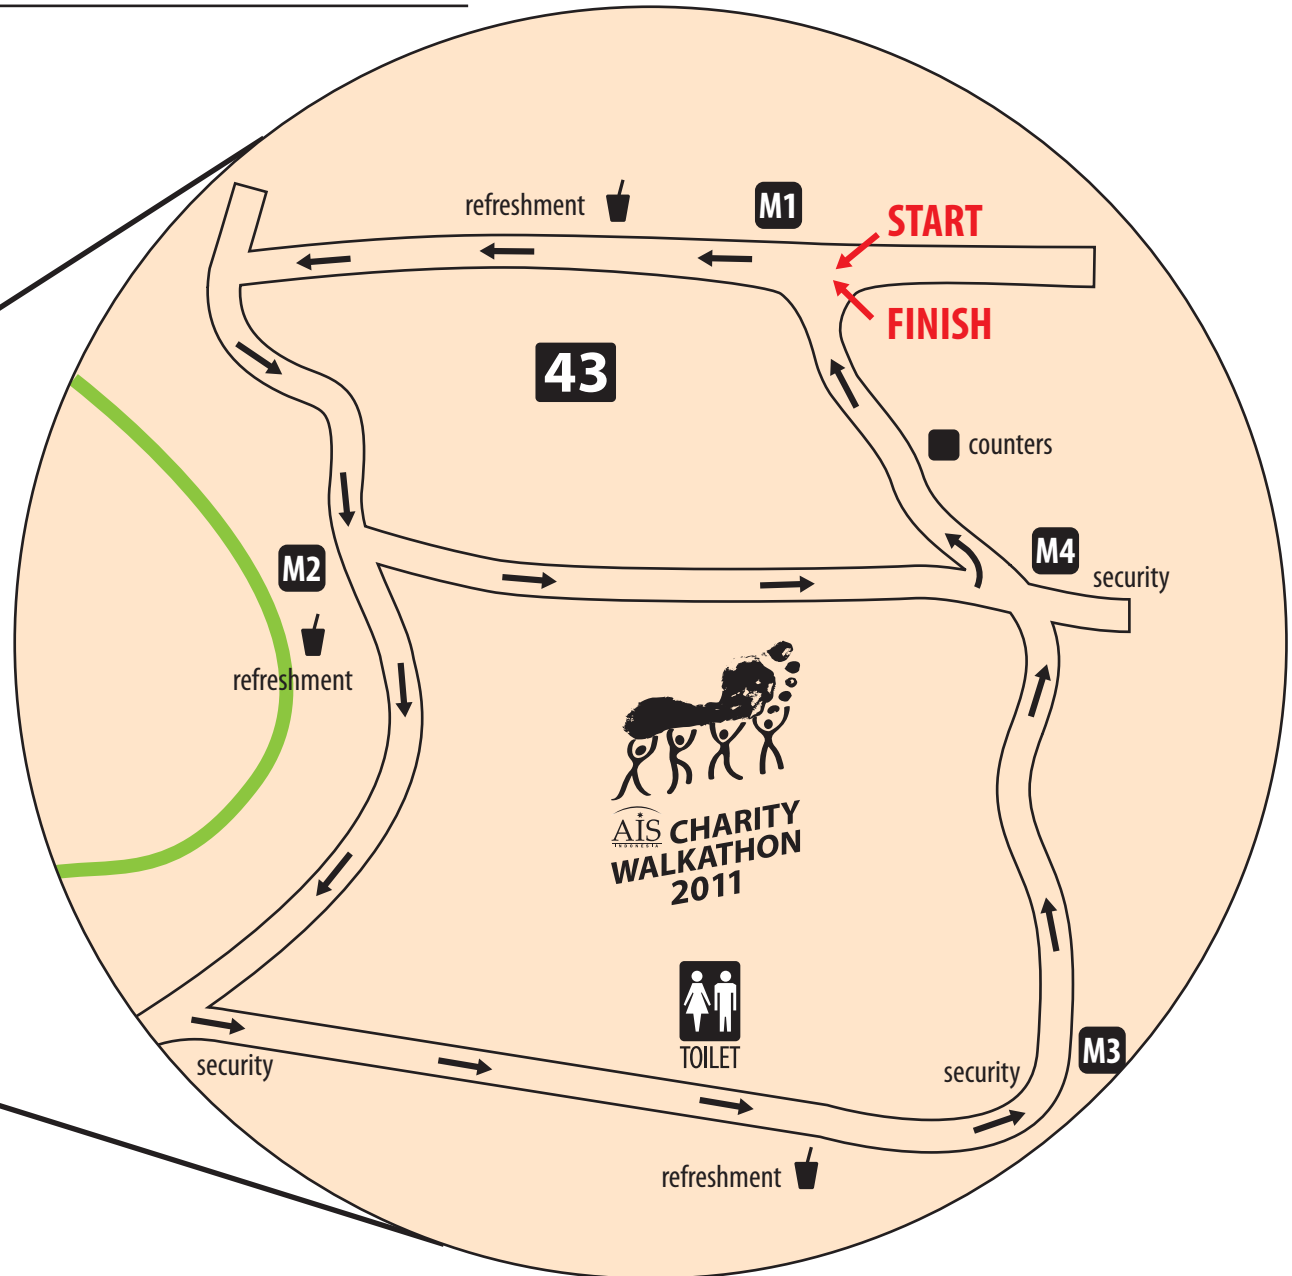 refreshment
M1
START
FINISH
43
counters
M2
M4
security
refreshment
AIS
INDONESIA
CHARITY
WALKATHON
2011
TOILET
M3
security
security
refreshment